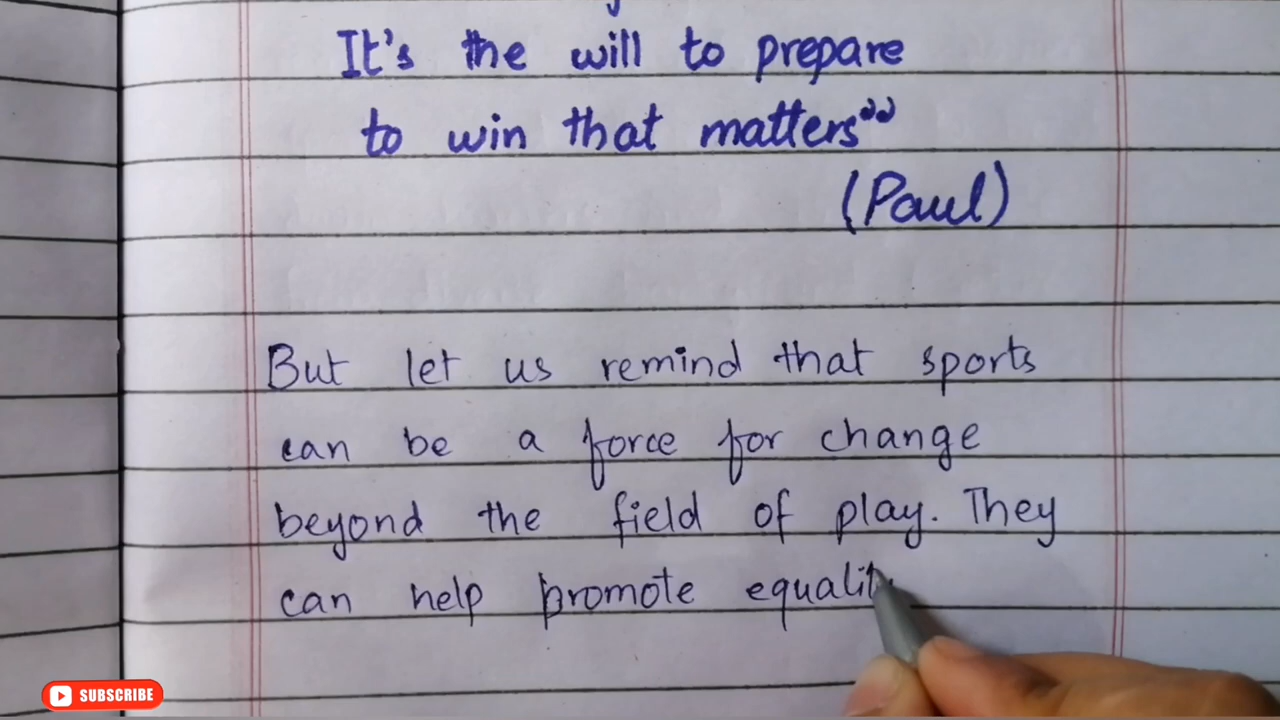 It's the will to prepare
to win that matters"
(Paul)
But let us remind that sports
can be a force for change
beyond the field of play. They
can help promote equalit
SUBSCRIBE